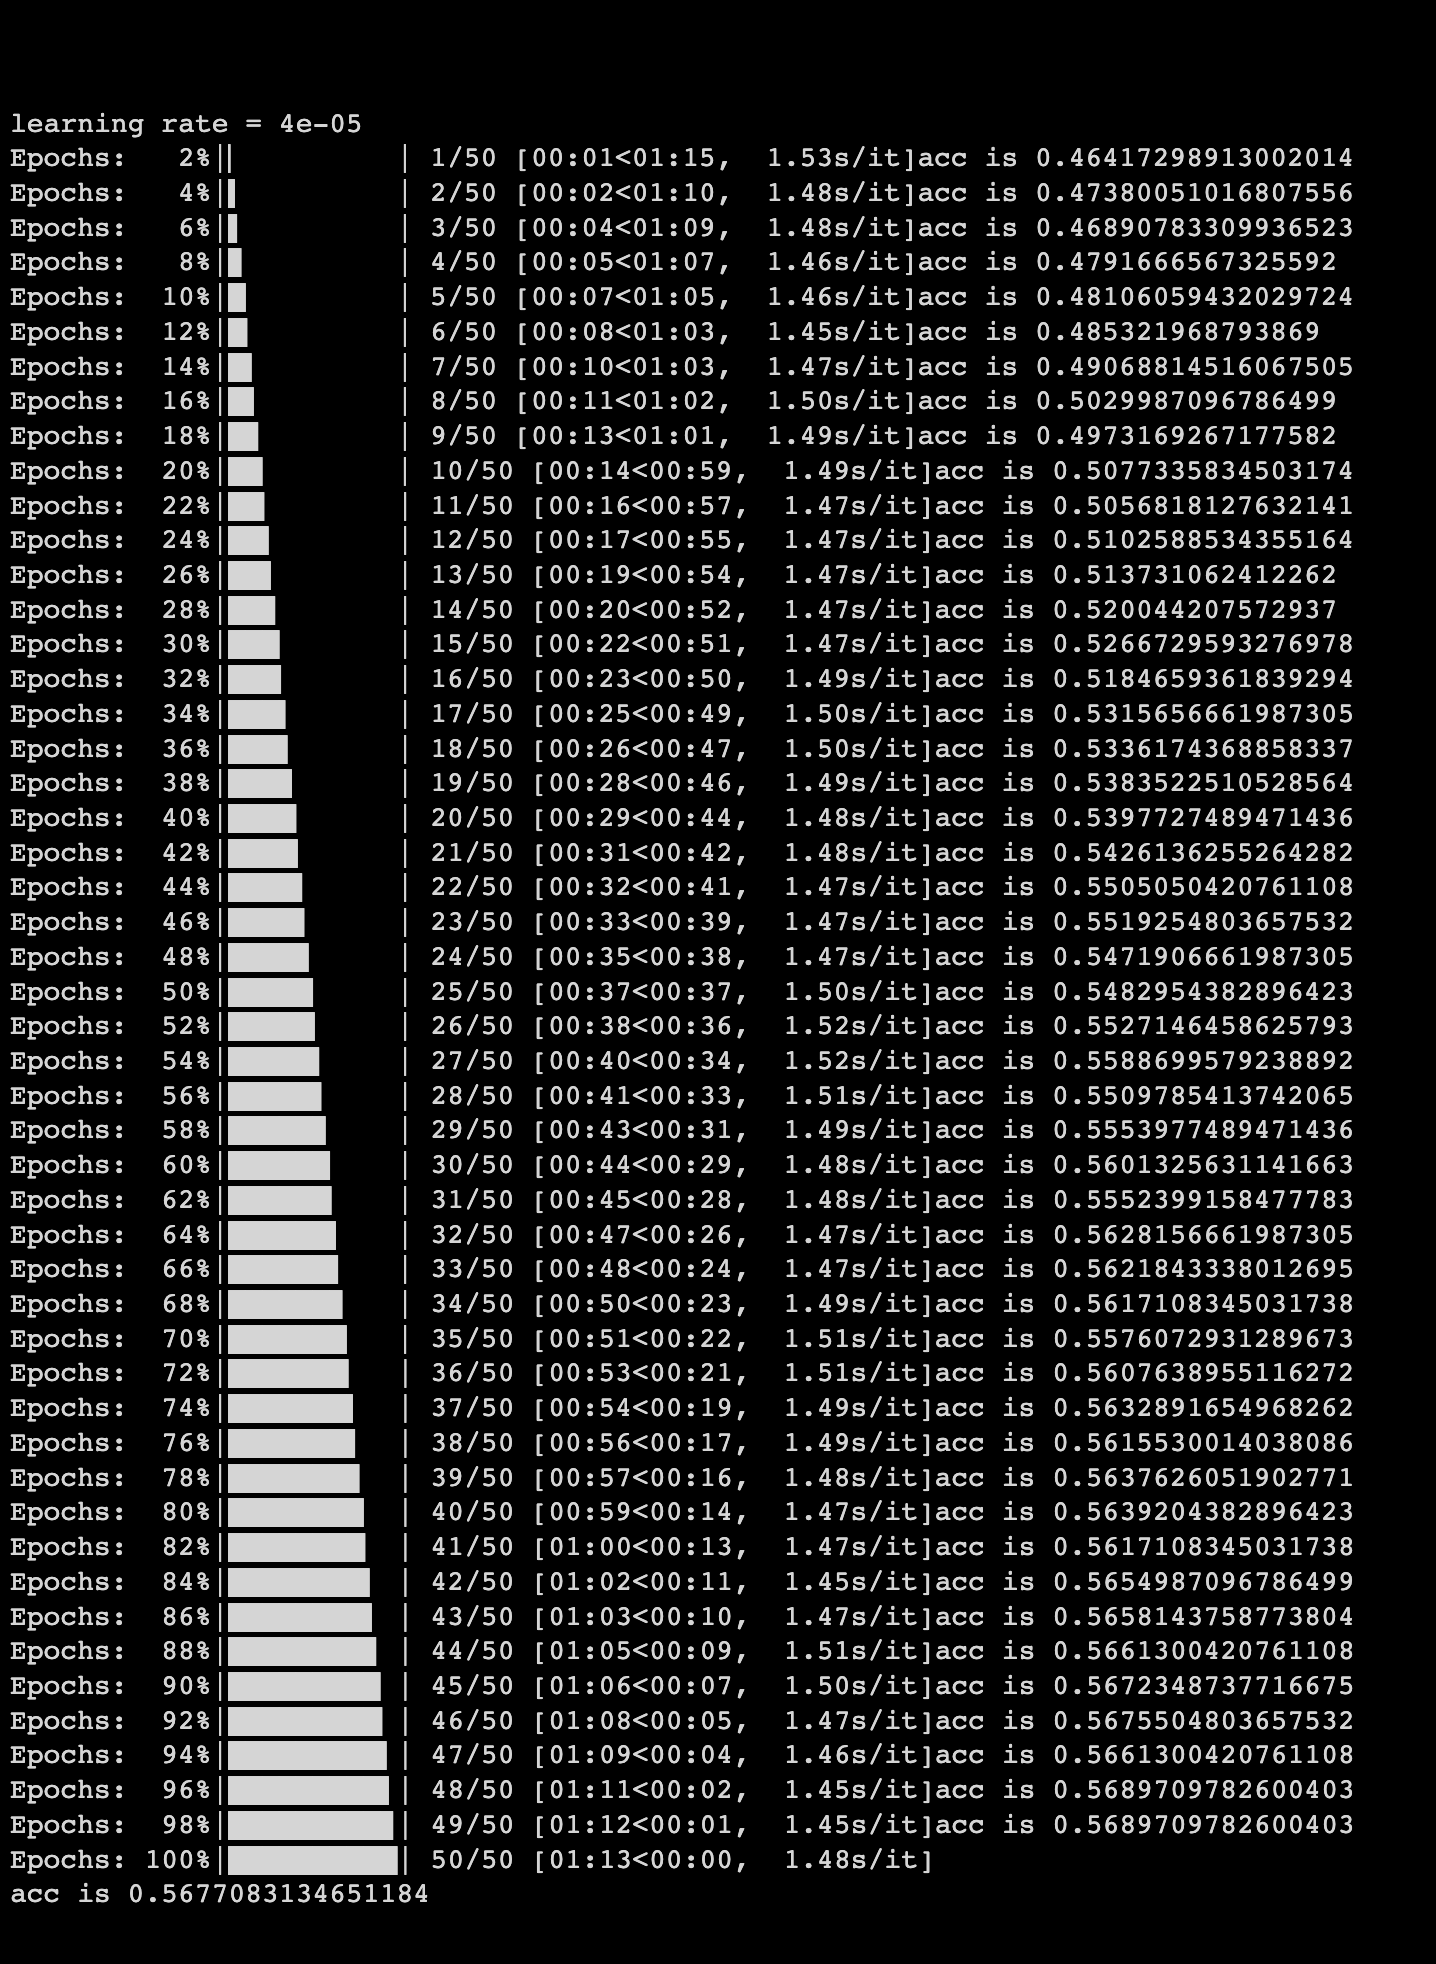 learning rate = 4e-05
Epochs:   2%|▏         | 1/50 [00:01<01:15,  1.53s/it]acc is 0.46417298913002014
Epochs:   4%|▍         | 2/50 [00:02<01:10,  1.48s/it]acc is 0.47380051016807556
Epochs:   6%|▌         | 3/50 [00:04<01:09,  1.48s/it]acc is 0.46890783309936523
Epochs:   8%|▊         | 4/50 [00:05<01:07,  1.46s/it]acc is 0.4791666567325592
Epochs:  10%|█         | 5/50 [00:07<01:05,  1.46s/it]acc is 0.48106059432029724
Epochs:  12%|█▏        | 6/50 [00:08<01:03,  1.45s/it]acc is 0.485321968793869
Epochs:  14%|█▍        | 7/50 [00:10<01:03,  1.47s/it]acc is 0.49068814516067505
Epochs:  16%|█▌        | 8/50 [00:11<01:02,  1.50s/it]acc is 0.5029987096786499
Epochs:  18%|█▊        | 9/50 [00:13<01:01,  1.49s/it]acc is 0.4973169267177582
Epochs:  20%|██        | 10/50 [00:14<00:59,  1.49s/it]acc is 0.5077335834503174
Epochs:  22%|██▏       | 11/50 [00:16<00:57,  1.47s/it]acc is 0.5056818127632141
Epochs:  24%|██▍       | 12/50 [00:17<00:55,  1.47s/it]acc is 0.5102588534355164
Epochs:  26%|██▌       | 13/50 [00:19<00:54,  1.47s/it]acc is 0.513731062412262
Epochs:  28%|██▊       | 14/50 [00:20<00:52,  1.47s/it]acc is 0.520044207572937
Epochs:  30%|███       | 15/50 [00:22<00:51,  1.47s/it]acc is 0.5266729593276978
Epochs:  32%|███▏      | 16/50 [00:23<00:50,  1.49s/it]acc is 0.5184659361839294
Epochs:  34%|███▍      | 17/50 [00:25<00:49,  1.50s/it]acc is 0.5315656661987305
Epochs:  36%|███▌      | 18/50 [00:26<00:47,  1.50s/it]acc is 0.5336174368858337
Epochs:  38%|███▊      | 19/50 [00:28<00:46,  1.49s/it]acc is 0.5383522510528564
Epochs:  40%|████      | 20/50 [00:29<00:44,  1.48s/it]acc is 0.5397727489471436
Epochs:  42%|████▏     | 21/50 [00:31<00:42,  1.48s/it]acc is 0.5426136255264282
Epochs:  44%|████▍     | 22/50 [00:32<00:41,  1.47s/it]acc is 0.5505050420761108
Epochs:  46%|████▌     | 23/50 [00:33<00:39,  1.47s/it]acc is 0.5519254803657532
Epochs:  48%|████▊     | 24/50 [00:35<00:38,  1.47s/it]acc is 0.5471906661987305
Epochs:  50%|█████     | 25/50 [00:37<00:37,  1.50s/it]acc is 0.5482954382896423
Epochs:  52%|█████▏    | 26/50 [00:38<00:36,  1.52s/it]acc is 0.5527146458625793
Epochs:  54%|█████▍    | 27/50 [00:40<00:34,  1.52s/it]acc is 0.5588699579238892
Epochs:  56%|█████▌    | 28/50 [00:41<00:33,  1.51s/it]acc is 0.5509785413742065
Epochs:  58%|█████▊    | 29/50 [00:43<00:31,  1.49s/it]acc is 0.5553977489471436
Epochs:  60%|██████    | 30/50 [00:44<00:29,  1.48s/it]acc is 0.5601325631141663
Epochs:  62%|██████▏   | 31/50 [00:45<00:28,  1.48s/it]acc is 0.5552399158477783
Epochs:  64%|██████▍   | 32/50 [00:47<00:26,  1.47s/it]acc is 0.5628156661987305
Epochs:  66%|██████▌   | 33/50 [00:48<00:24,  1.47s/it]acc is 0.5621843338012695
Epochs:  68%|██████▊   | 34/50 [00:50<00:23,  1.49s/it]acc is 0.5617108345031738
Epochs:  70%|███████   | 35/50 [00:51<00:22,  1.51s/it]acc is 0.5576072931289673
Epochs:  72%|███████▏  | 36/50 [00:53<00:21,  1.51s/it]acc is 0.5607638955116272
Epochs:  74%|███████▍  | 37/50 [00:54<00:19,  1.49s/it]acc is 0.5632891654968262
Epochs:  76%|███████▌  | 38/50 [00:56<00:17,  1.49s/it]acc is 0.5615530014038086
Epochs:  78%|███████▊  | 39/50 [00:57<00:16,  1.48s/it]acc is 0.5637626051902771
Epochs:  80%|████████  | 40/50 [00:59<00:14,  1.47s/it]acc is 0.5639204382896423
Epochs:  82%|████████▏ | 41/50 [01:00<00:13,  1.47s/it]acc is 0.5617108345031738
Epochs:  84%|████████▍ | 42/50 [01:02<00:11,  1.45s/it]acc is 0.5654987096786499
Epochs:  86%|████████▌ | 43/50 [01:03<00:10,  1.47s/it]acc is 0.5658143758773804
Epochs:  88%|████████▊ | 44/50 [01:05<00:09,  1.51s/it]acc is 0.5661300420761108
Epochs:  90%|█████████ | 45/50 [01:06<00:07,  1.50s/it]acc is 0.5672348737716675
Epochs:  92%|█████████▏| 46/50 [01:08<00:05,  1.47s/it]acc is 0.5675504803657532
Epochs:  94%|█████████▍| 47/50 [01:09<00:04,  1.46s/it]acc is 0.5661300420761108
Epochs:  96%|█████████▌| 48/50 [01:11<00:02,  1.45s/it]acc is 0.5689709782600403
Epochs:  98%|█████████▊| 49/50 [01:12<00:01,  1.45s/it]acc is 0.5689709782600403
Epochs: 100%|██████████| 50/50 [01:13<00:00,  1.48s/it]
acc is 0.5677083134651184